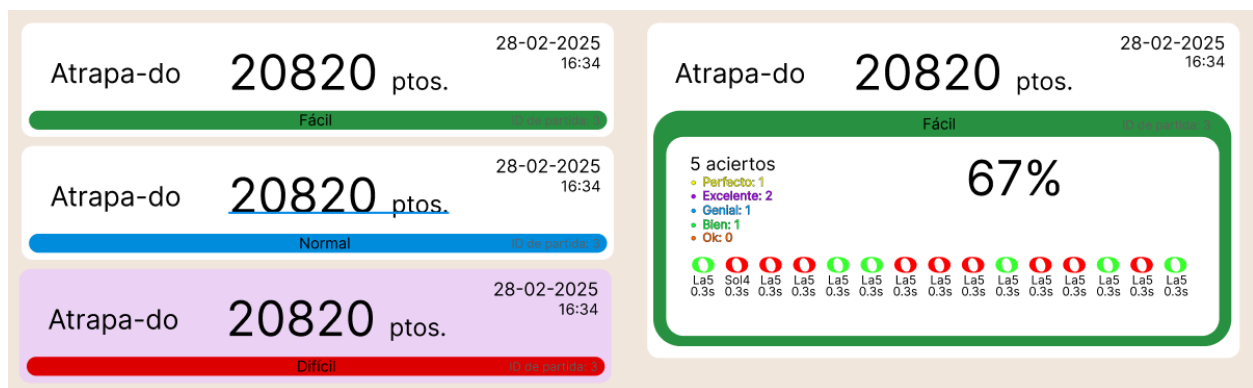 Atrapa-do 20820 ptos.
28-02-2025
16:34
Fácil ID de partida: 3
Atrapa-do 20820 ptos.
28-02-2025
16:34
Normal ID de partida: 3
Atrapa-do 20820 ptos.
28-02-2025
16:34
Difícil ID de partida: 3
Atrapa-do 20820 ptos.
28-02-2025
16:34
Fácil ID de partida: 3
5 aciertos
• Perfecto: 1
• Excelente: 2
• Genial: 1
• Bien: 1
• Ok: 0
67%
La5 Sol4 La5 La5 La5 La5 La5 La5 La5 La5 La5 La5 La5 La5 La5
0.3s 0.3s 0.3s 0.3s 0.3s 0.3s 0.3s 0.3s 0.3s 0.3s 0.3s 0.3s 0.3s 0.3s 0.3s